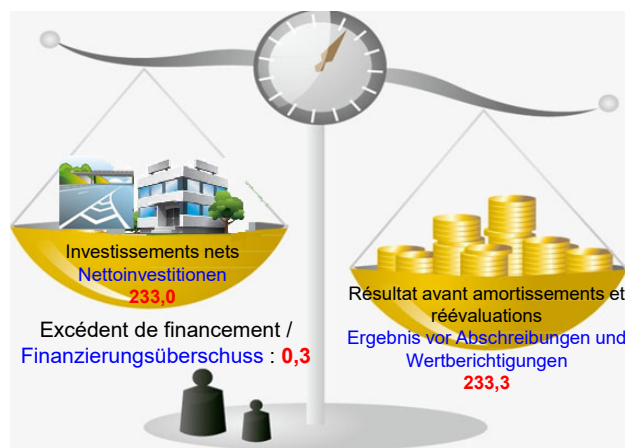 Investissements nets
Nettoinvestitionen
233,0
Excédent de financement /
Finanzierungsüberschuss : 0,3
Résultat avant amortissements et
réévaluations
Ergebnis vor Abschreibungen und
Wertberichtigungen
233,3